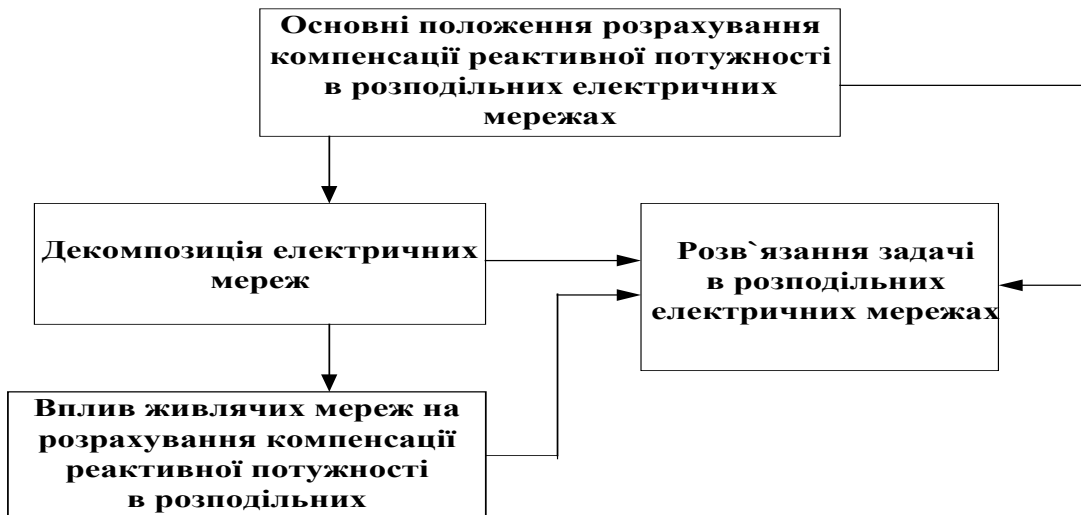 Основні положення розрахування
компенсації реактивної потужності
в розподільних електричних
мережах
Декомпозиція електричних
мереж
Розв`язання задачі
в розподільних
електричних мережах
Вплив живлячих мереж на
розрахування компенсації
реактивної потужності
в розподільних